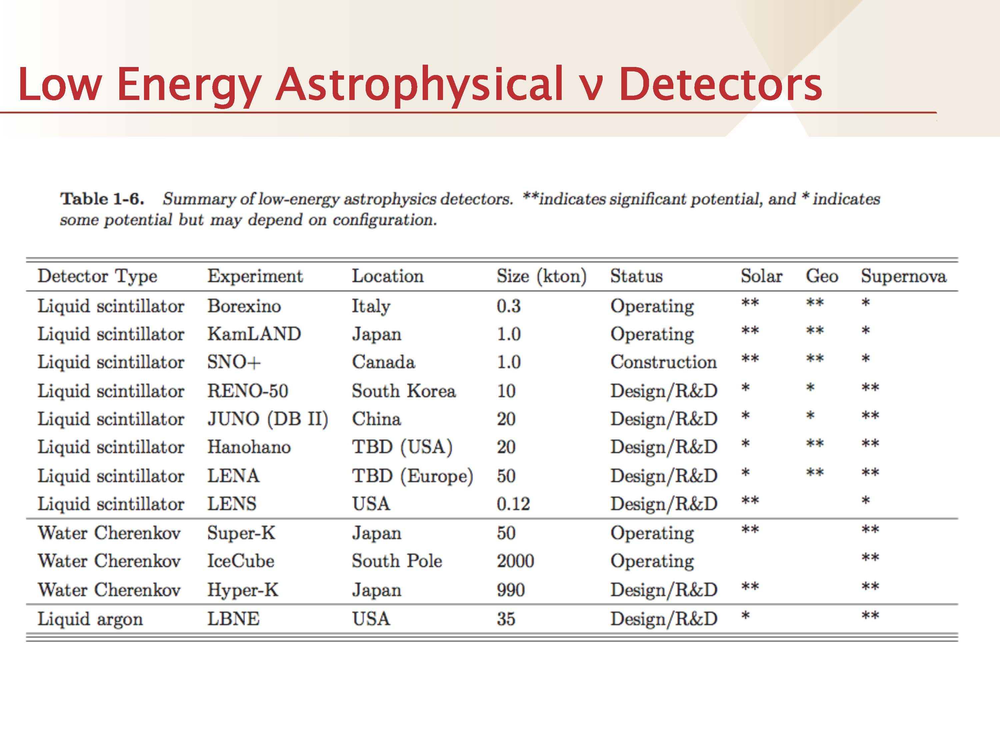 Low Energy Astrophysical ν Detectors
Table 1-6. Summary of low-energy astrophysics detectors. **indicates significant potential, and * indicates
some potential but may depend on configuration.
Detector Type Experiment Location Size (kton) Status Solar Geo Supernova
Liquid scintillator Borexino Italy 0.3 Operating ** ** *
Liquid scintillator KamLAND Japan 1.0 Operating ** ** *
Liquid scintillator SNO+ Canada 1.0 Construction ** ** *
Liquid scintillator RENO-50 South Korea 10 Design/R&D * * **
Liquid scintillator JUNO (DB II) China 20 Design/R&D * * **
Liquid scintillator Hanohano TBD (USA) 20 Design/R&D * ** **
Liquid scintillator LENA TBD (Europe) 50 Design/R&D * ** **
Liquid scintillator LENS USA 0.12 Design/R&D ** *
Water Cherenkov Super-K Japan 50 Operating ** **
Water Cherenkov IceCube South Pole 2000 Operating **
Water Cherenkov Hyper-K Japan 990 Design/R&D ** **
Liquid argon LBNE USA 35 Design/R&D * **